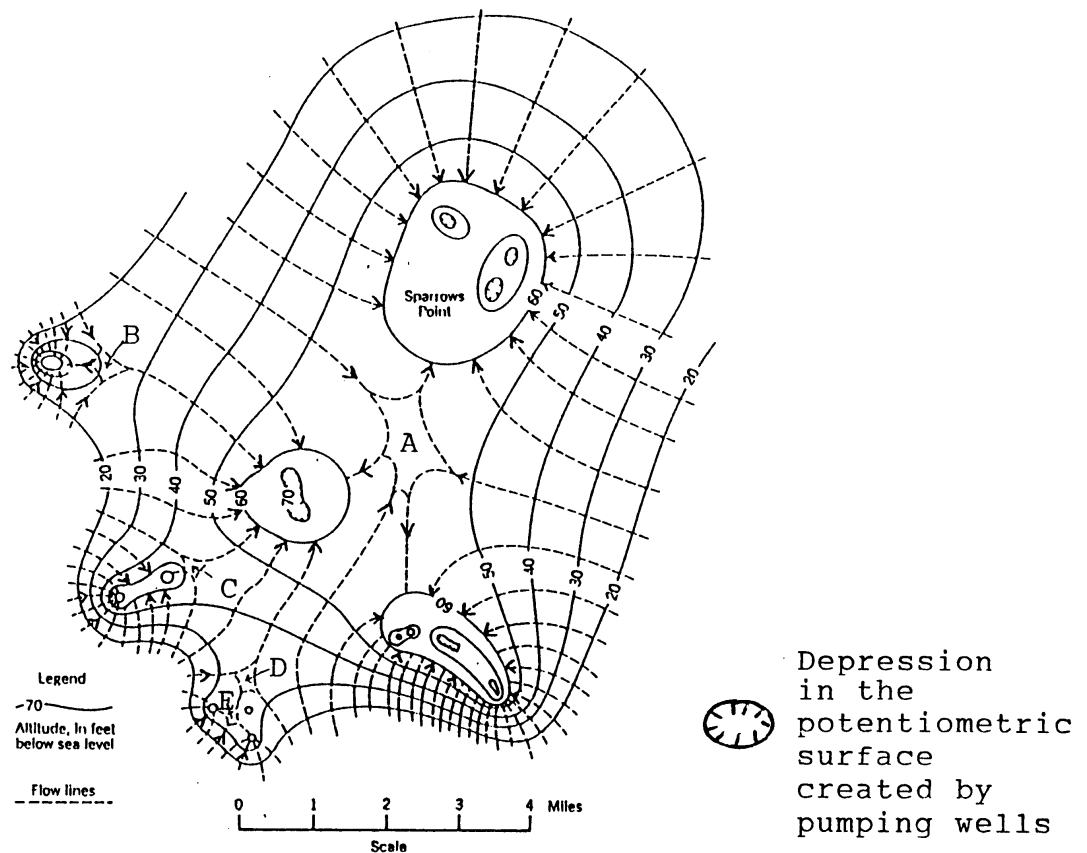 Sparrows
Point
60
50
40
30
20
B
A
20
30
40
50
60
70
50
40
30
20
60
C
D
E
Legend
70
Altitude, in feet
below sea level
Flow lines
0 1 2 3 4 Miles
Scale
Depression
in the
potentiometric
surface
created by
pumping wells